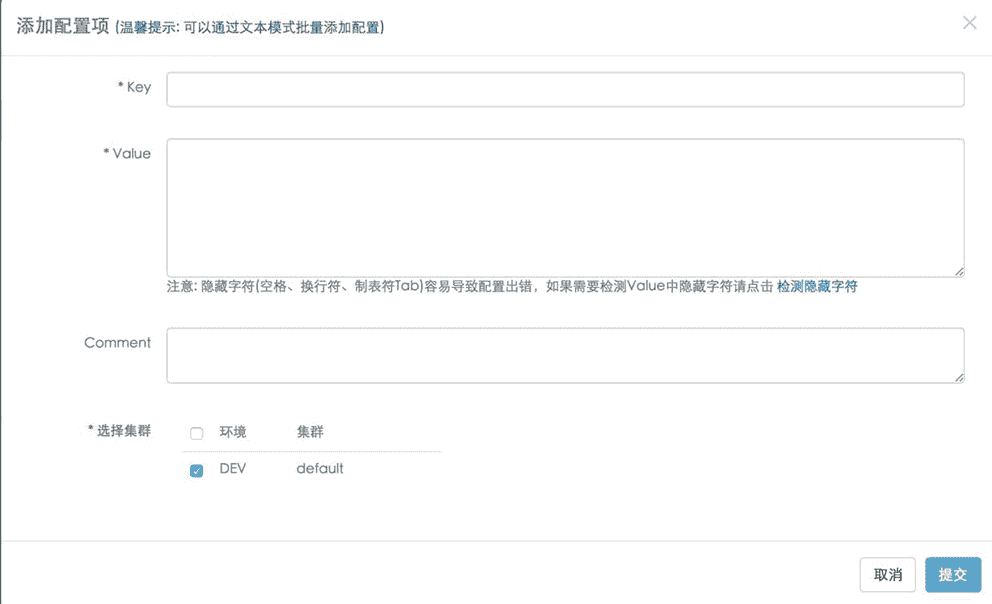 添加配置项 (温馨提示: 可以通过文本模式批量添加配置)
* Key
* Value
注意: 隐藏字符(空格、换行符、制表符Tab)容易导致配置出错，如果需要检测Value中隐藏字符请点击 检测隐藏字符
Comment
* 选择集群 环境 集群
DEV default
取消 提交